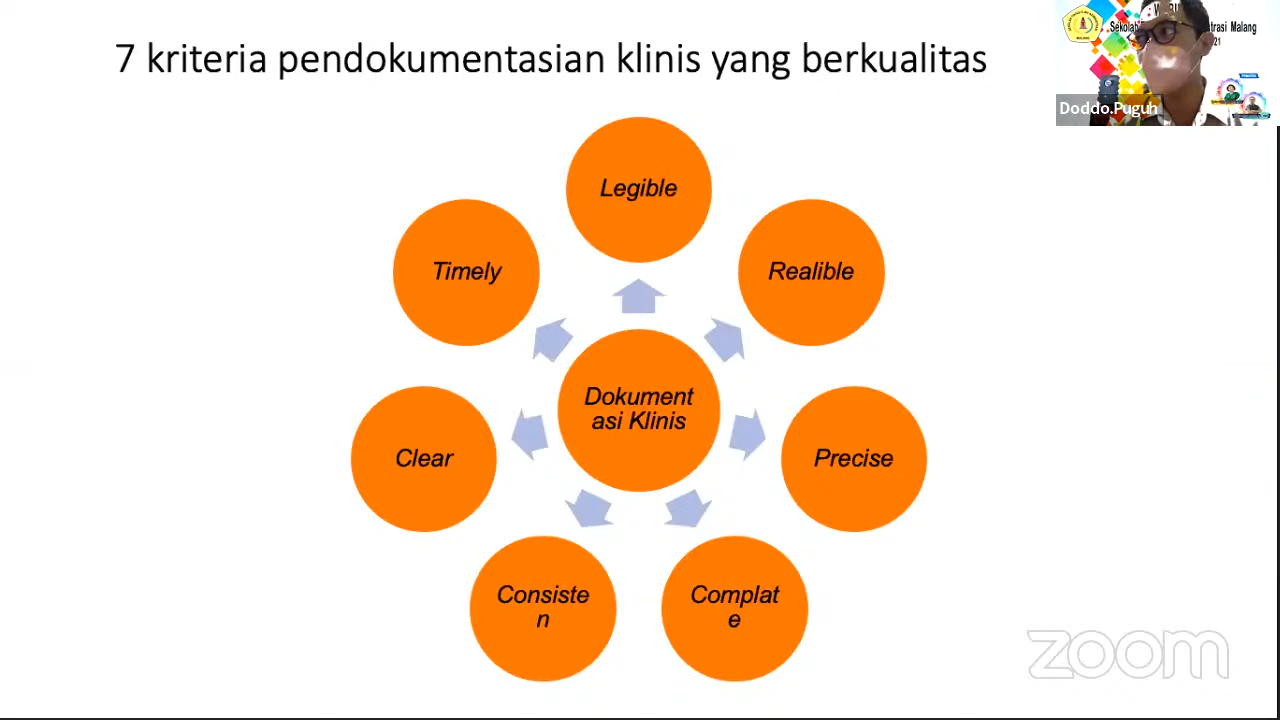 7 kriteria pendokumentasian klinis yang berkualitas
Legible
Realible
Precise
Complat
e
Consiste
n
Clear
Timely
Dokument
asi Klinis
Doddo.Puguh
Malang
zoom